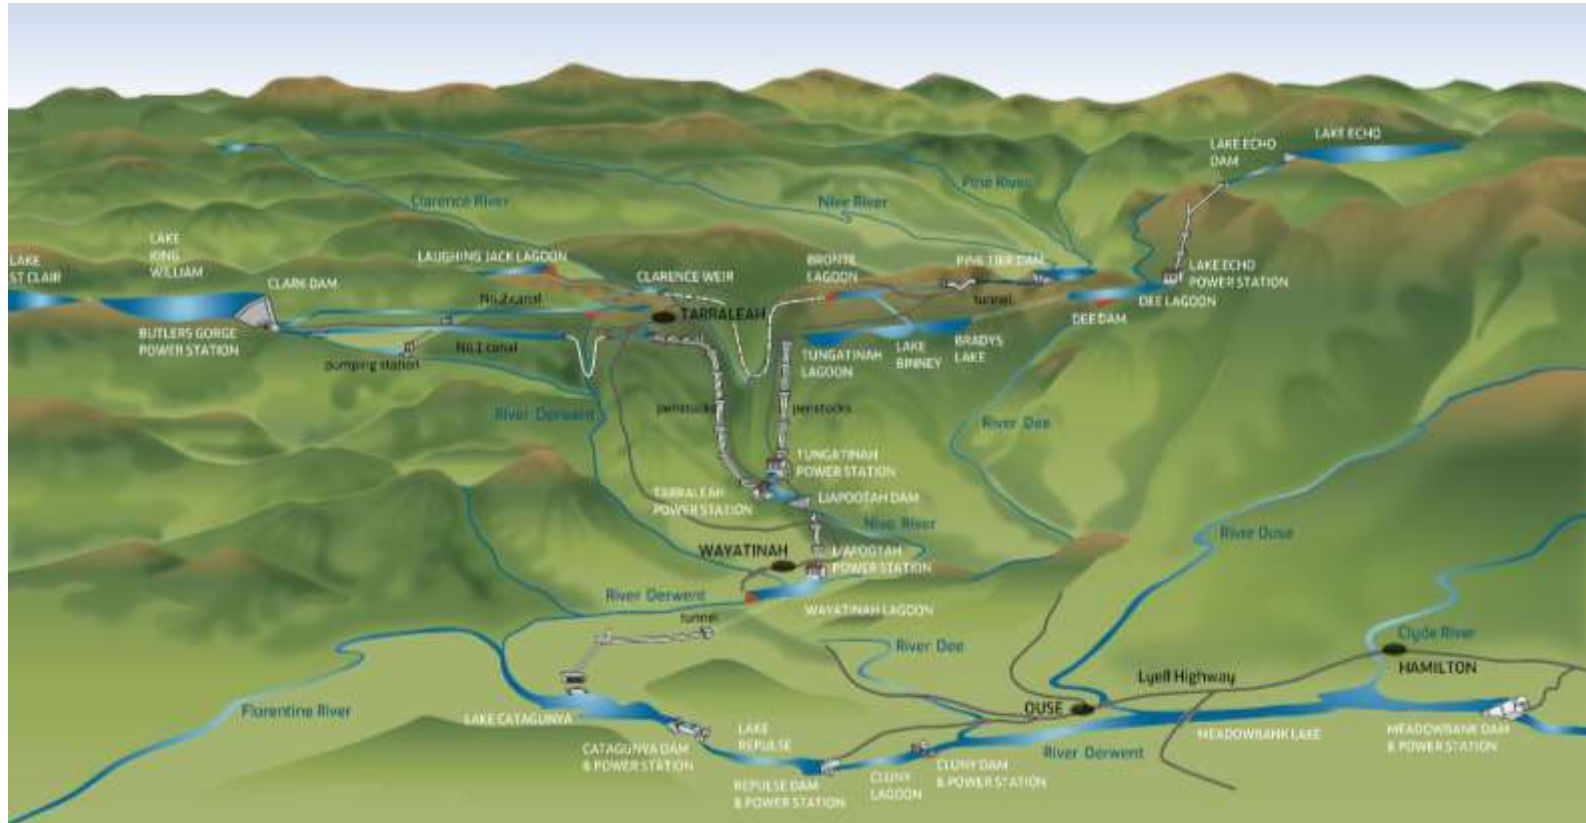 LAKE ECHO
LAKE ECHO
DAM
Pine River
Clarence River
Nive River
LAKE
KING
WILLIAM
LAKE
ST CLAIR
LAUGHING JACK LAGOON
BRONTE
LAGOON
PINE TIER DAM
CLARK DAM
CLARENCE WEIR
LAKE ECHO
POWER STATION
No.2 canal
tunnel
DEE LAGOON
TARRALEAH
DEE DAM
BUTLERS GORGE
POWER STATION
No.1 canal
pumping station
TUNGATINAH
LAGOON
LAKE
BINNEY
BRADYS
LAKE
River Derwent
penstocks
penstocks
River Dee
TUNGATINAH
POWER STATION
TARRALEAH
POWER STATION
LIAPOOTAH DAM
Nive River
River Ouse
WAYATINAH
LIAPOOTAH
POWER STATION
River Derwent
WAYATINAH LAGOON
tunnel
River Dee
Clyde River
HAMILTON
Lyell Highway
Florentine River
LAKE CATAGUNYA
OUSE
CATAGUNYA DAM
& POWER STATION
LAKE
REPULSE
River Derwent
MEADOWBANK LAKE
MEADOWBANK DAM
& POWER STATION
REPULSE DAM
& POWER STATION
CLUNY
LAGOON
CLUNY DAM
& POWER STATION